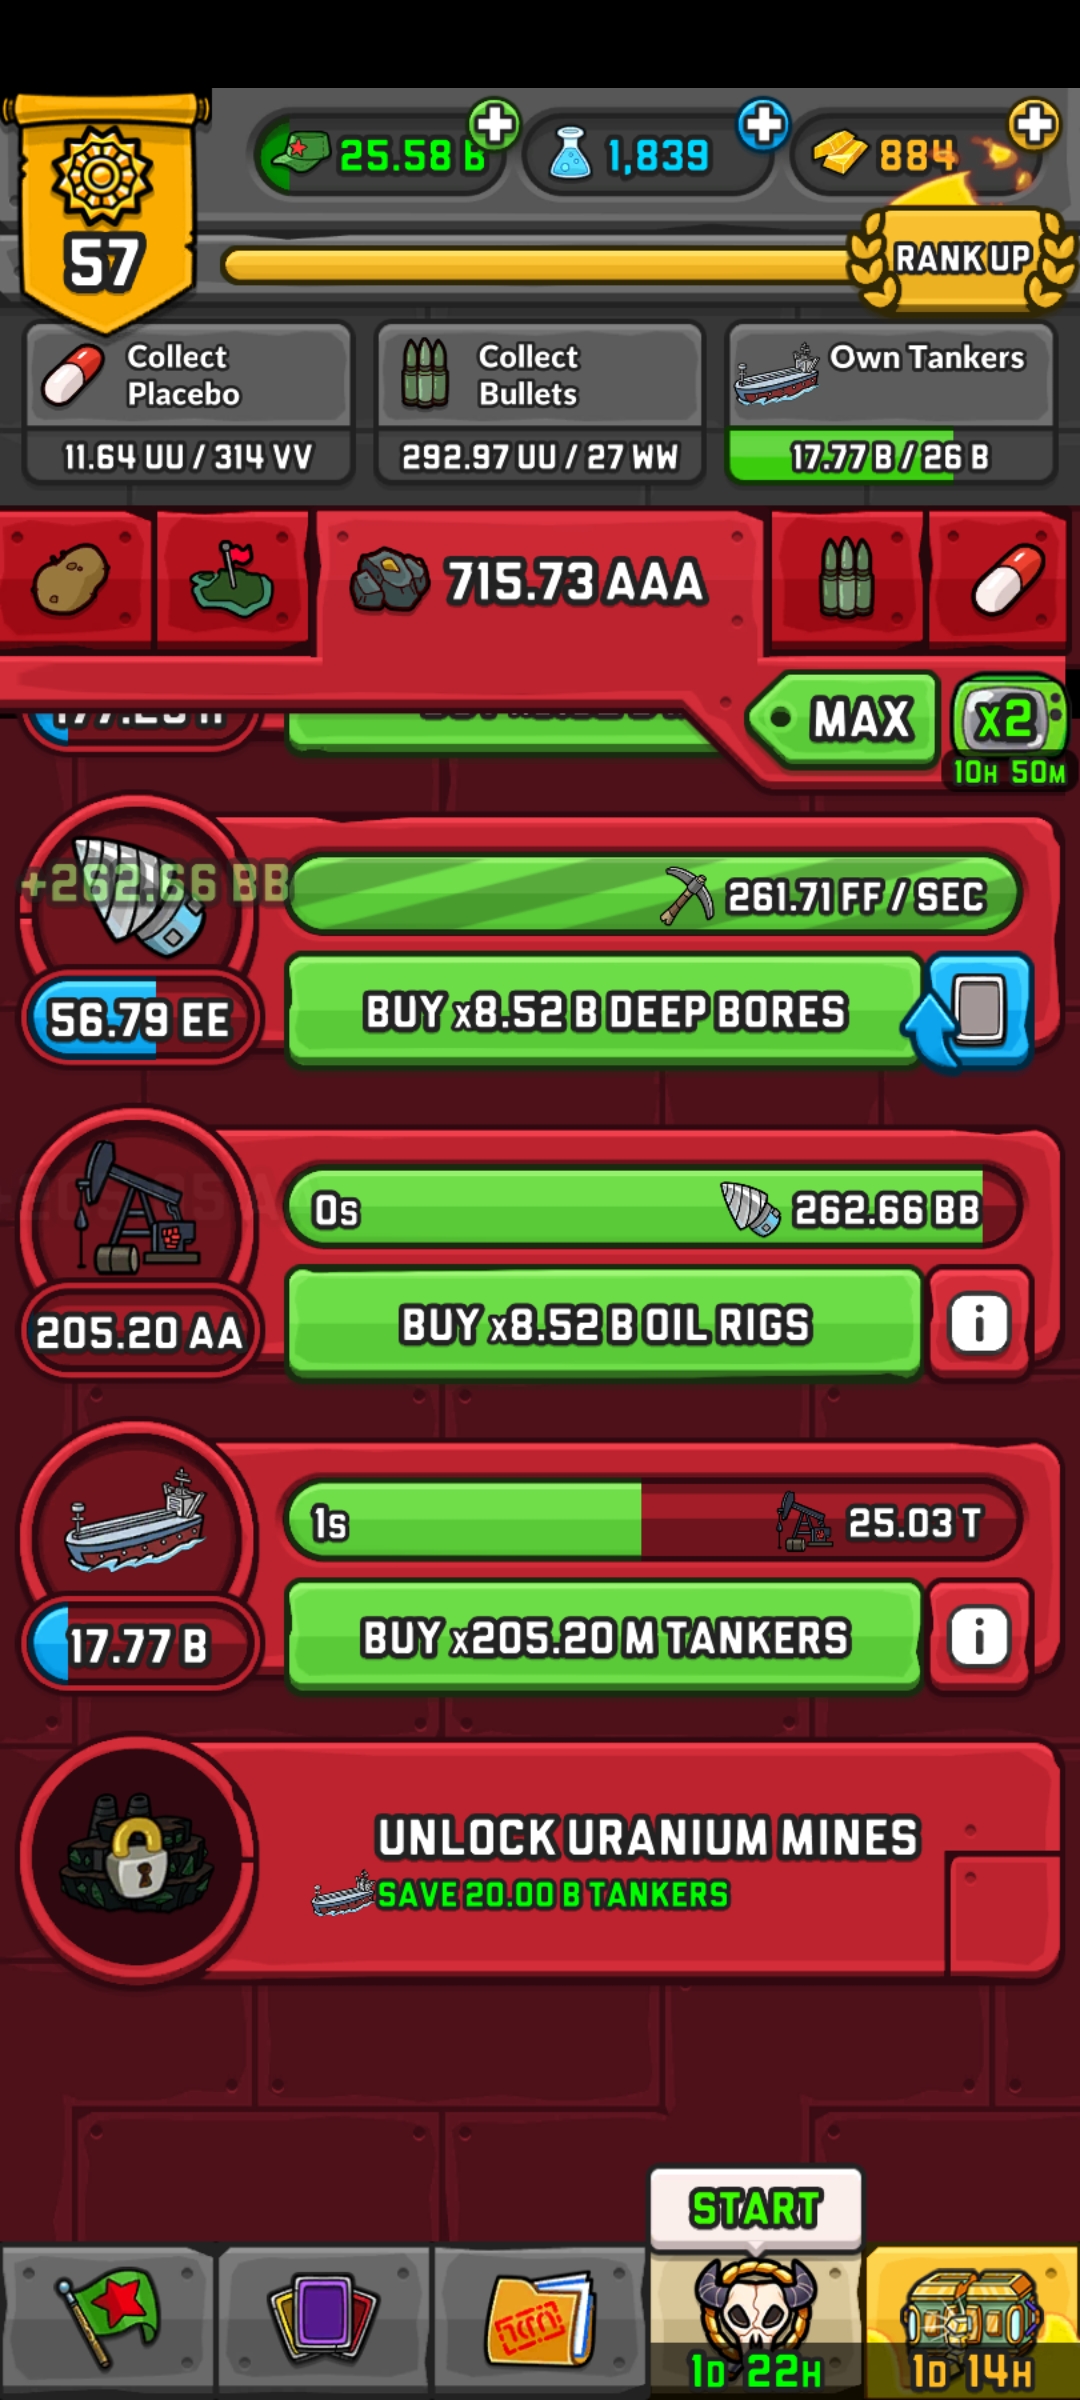 57
25.58 B
1,839
884
RANK UP
Collect
Placebo
11.64 UU / 314 VV
Collect
Bullets
292.97 UU / 27 WW
Own Tankers
17.77 B / 26 B
715.73 AAA
MAX
x2
10H 50M
+262.66 BB
261.71 FF / SEC
56.79 EE
BUY x8.52 B DEEP BORES
0s
262.66 BB
205.20 AA
BUY x8.52 B OIL RIGS
i
1s
25.03 T
17.77 B
BUY x205.20 M TANKERS
i
UNLOCK URANIUM MINES
SAVE 20.00 B TANKERS
START
1D 22H
1D 14H